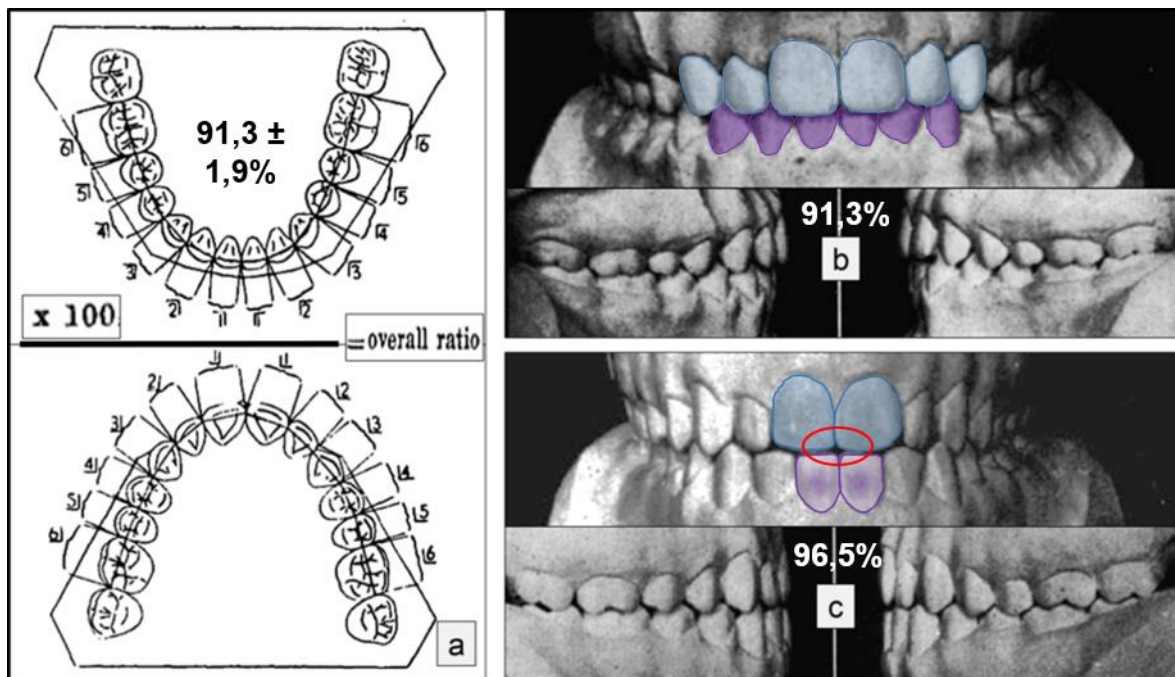 91,3 ±
1,9%
6| |6
5| |5
4| |4
3| |3
2| 1| |1 |2
x 100
=overall ratio
1| |1
2| |2
3| |3
4| |4
5| |5
6| |6
a
91,3%
b
96,5%
c